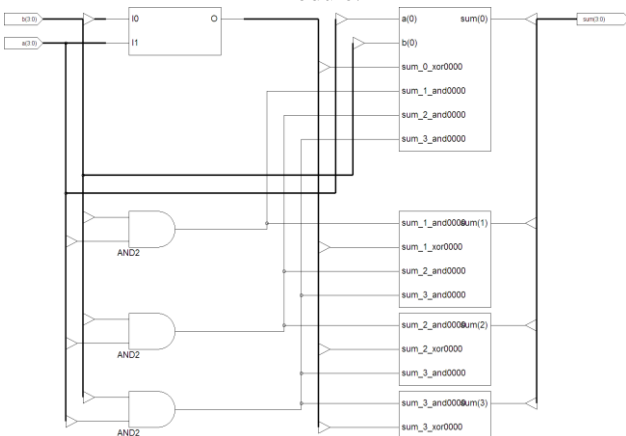 b(3:0)
I0
O
a(0)
sum(0)
sum(3:0)
a(3:0)
I1
b(0)
sum_0_xor0000
sum_1_and0000
sum_2_and0000
sum_3_and0000
AND2
sum_1_and0000
sum(1)
sum_1_xor0000
sum_2_and0000
sum_3_and0000
AND2
sum_2_and0000
sum(2)
sum_2_xor0000
sum_3_and0000
AND2
sum_3_and0000
sum(3)
sum_3_xor0000